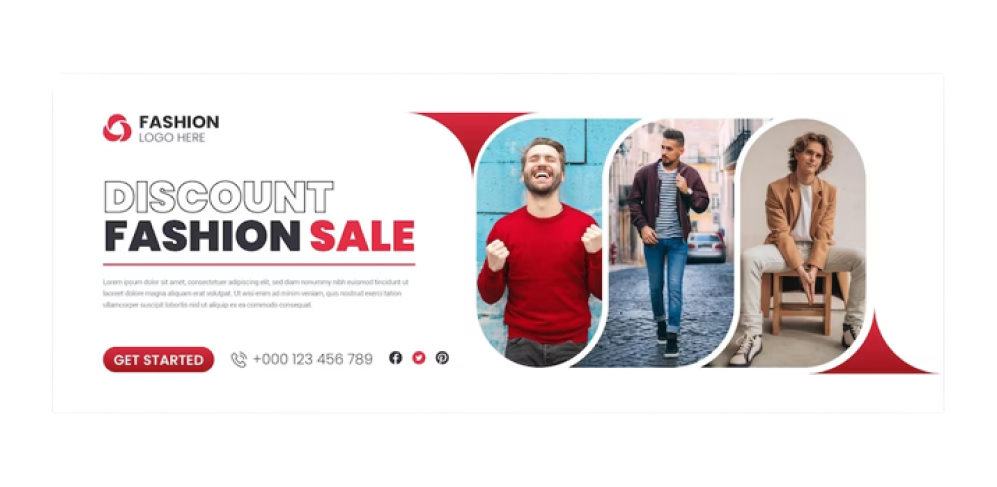 FASHION
LOGO HERE
DISCOUNT
FASHION SALE
Lorem ipsum dolor sit amet, consectetuer adipiscing elit, sed diam nonummy nibh euismod tincidunt ut
laoreet dolore magna aliquam erat volutpat. Ut wisi enim ad minim veniam, quis nostrud exerci tation
ullamcorper suscipit lobortis nisl ut aliquip ex ea commodo consequat.
GET STARTED
+000 123 456 789